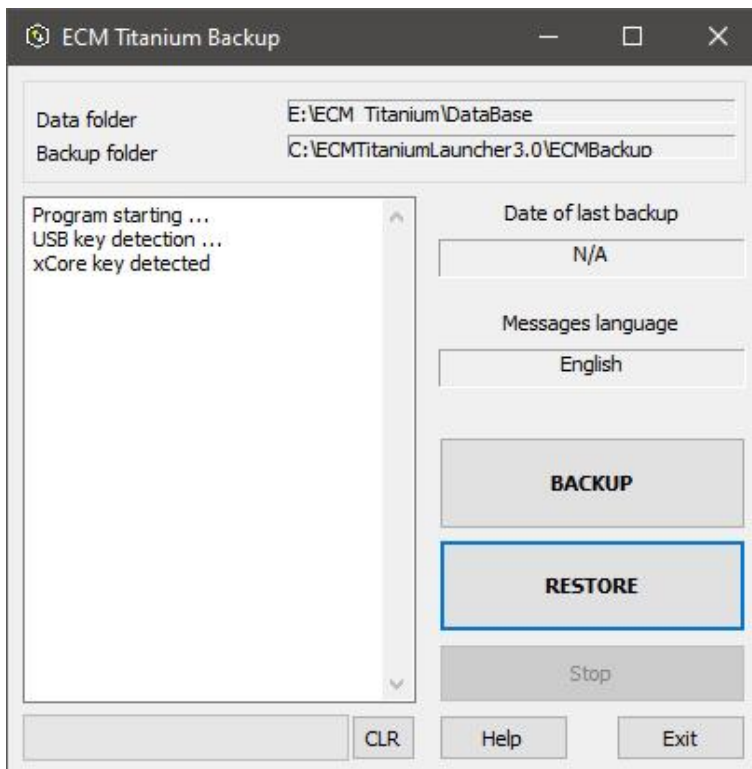 ECM Titanium Backup
Data folder
E:\ECM Titanium\DataBase
Backup folder
C:\ECMTitaniumLauncher3.0\ECMBackup
Program starting ...
USB key detection ...
xCore key detected
Date of last backup
N/A
Messages language
English
BACKUP
RESTORE
Stop
CLR
Help
Exit